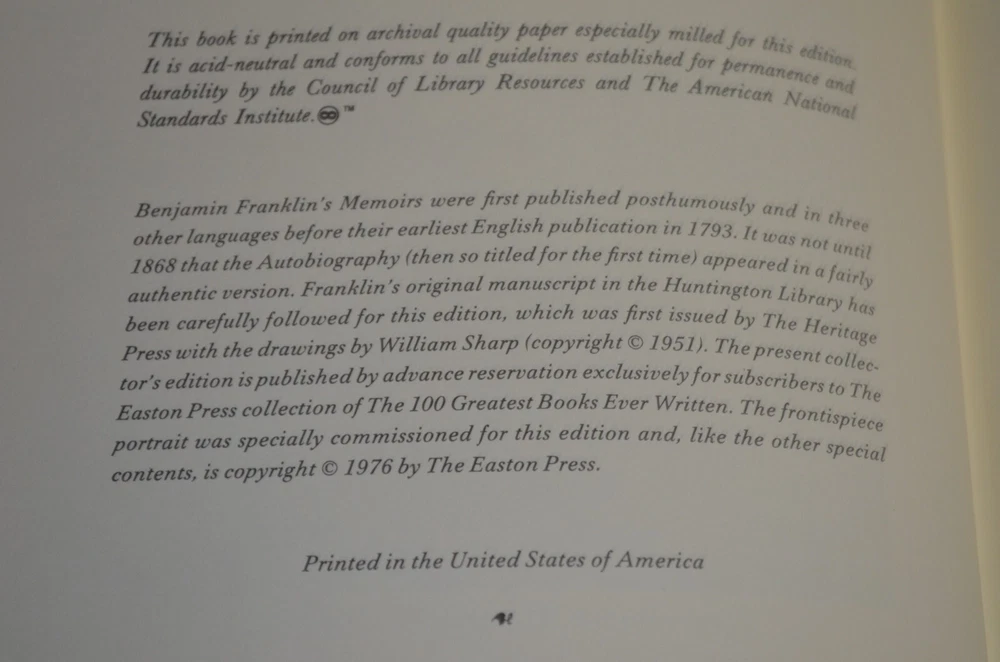 This book is printed on archival quality paper especially milled for this edition.
It is acid-neutral and conforms to all guidelines established for permanence and
durability by the Council of Library Resources and The American National
Standards Institute.♾™
Benjamin Franklin's Memoirs were first published posthumously and in three
other languages before their earliest English publication in 1793. It was not until
1868 that the Autobiography (then so titled for the first time) appeared in a fairly
authentic version. Franklin's original manuscript in the Huntington Library has
been carefully followed for this edition, which was first issued by The Heritage
Press with the drawings by William Sharp (copyright © 1951). The present collec-
tor's edition is published by advance reservation exclusively for subscribers to The
Easton Press collection of The 100 Greatest Books Ever Written. The frontispiece
portrait was specially commissioned for this edition and, like the other special
contents, is copyright © 1976 by The Easton Press.
Printed in the United States of America